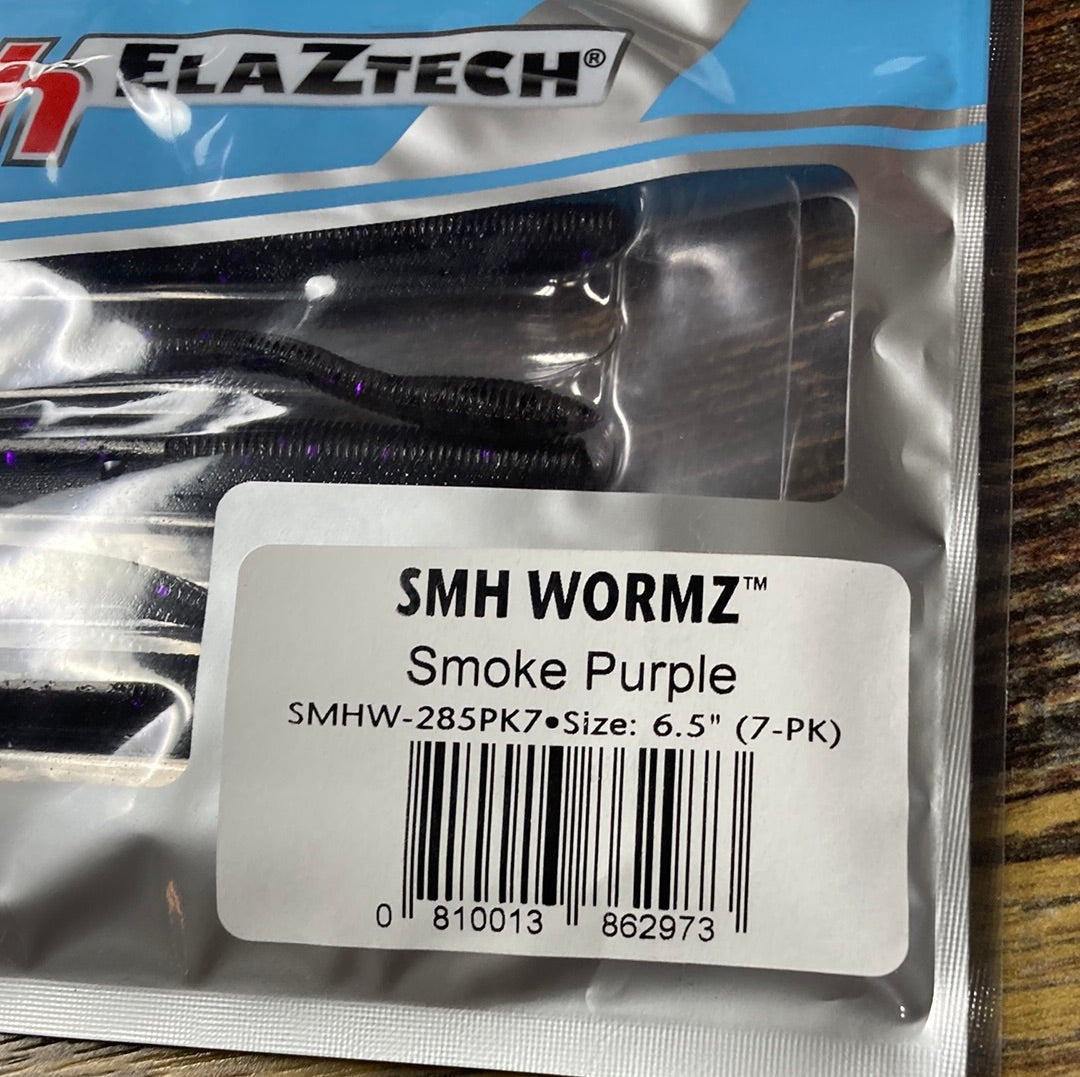 h ELAZTECH®
SMH WORMZ™
Smoke Purple
SMHW-285PK7•Size: 6.5" (7-PK)
0 810013 862973